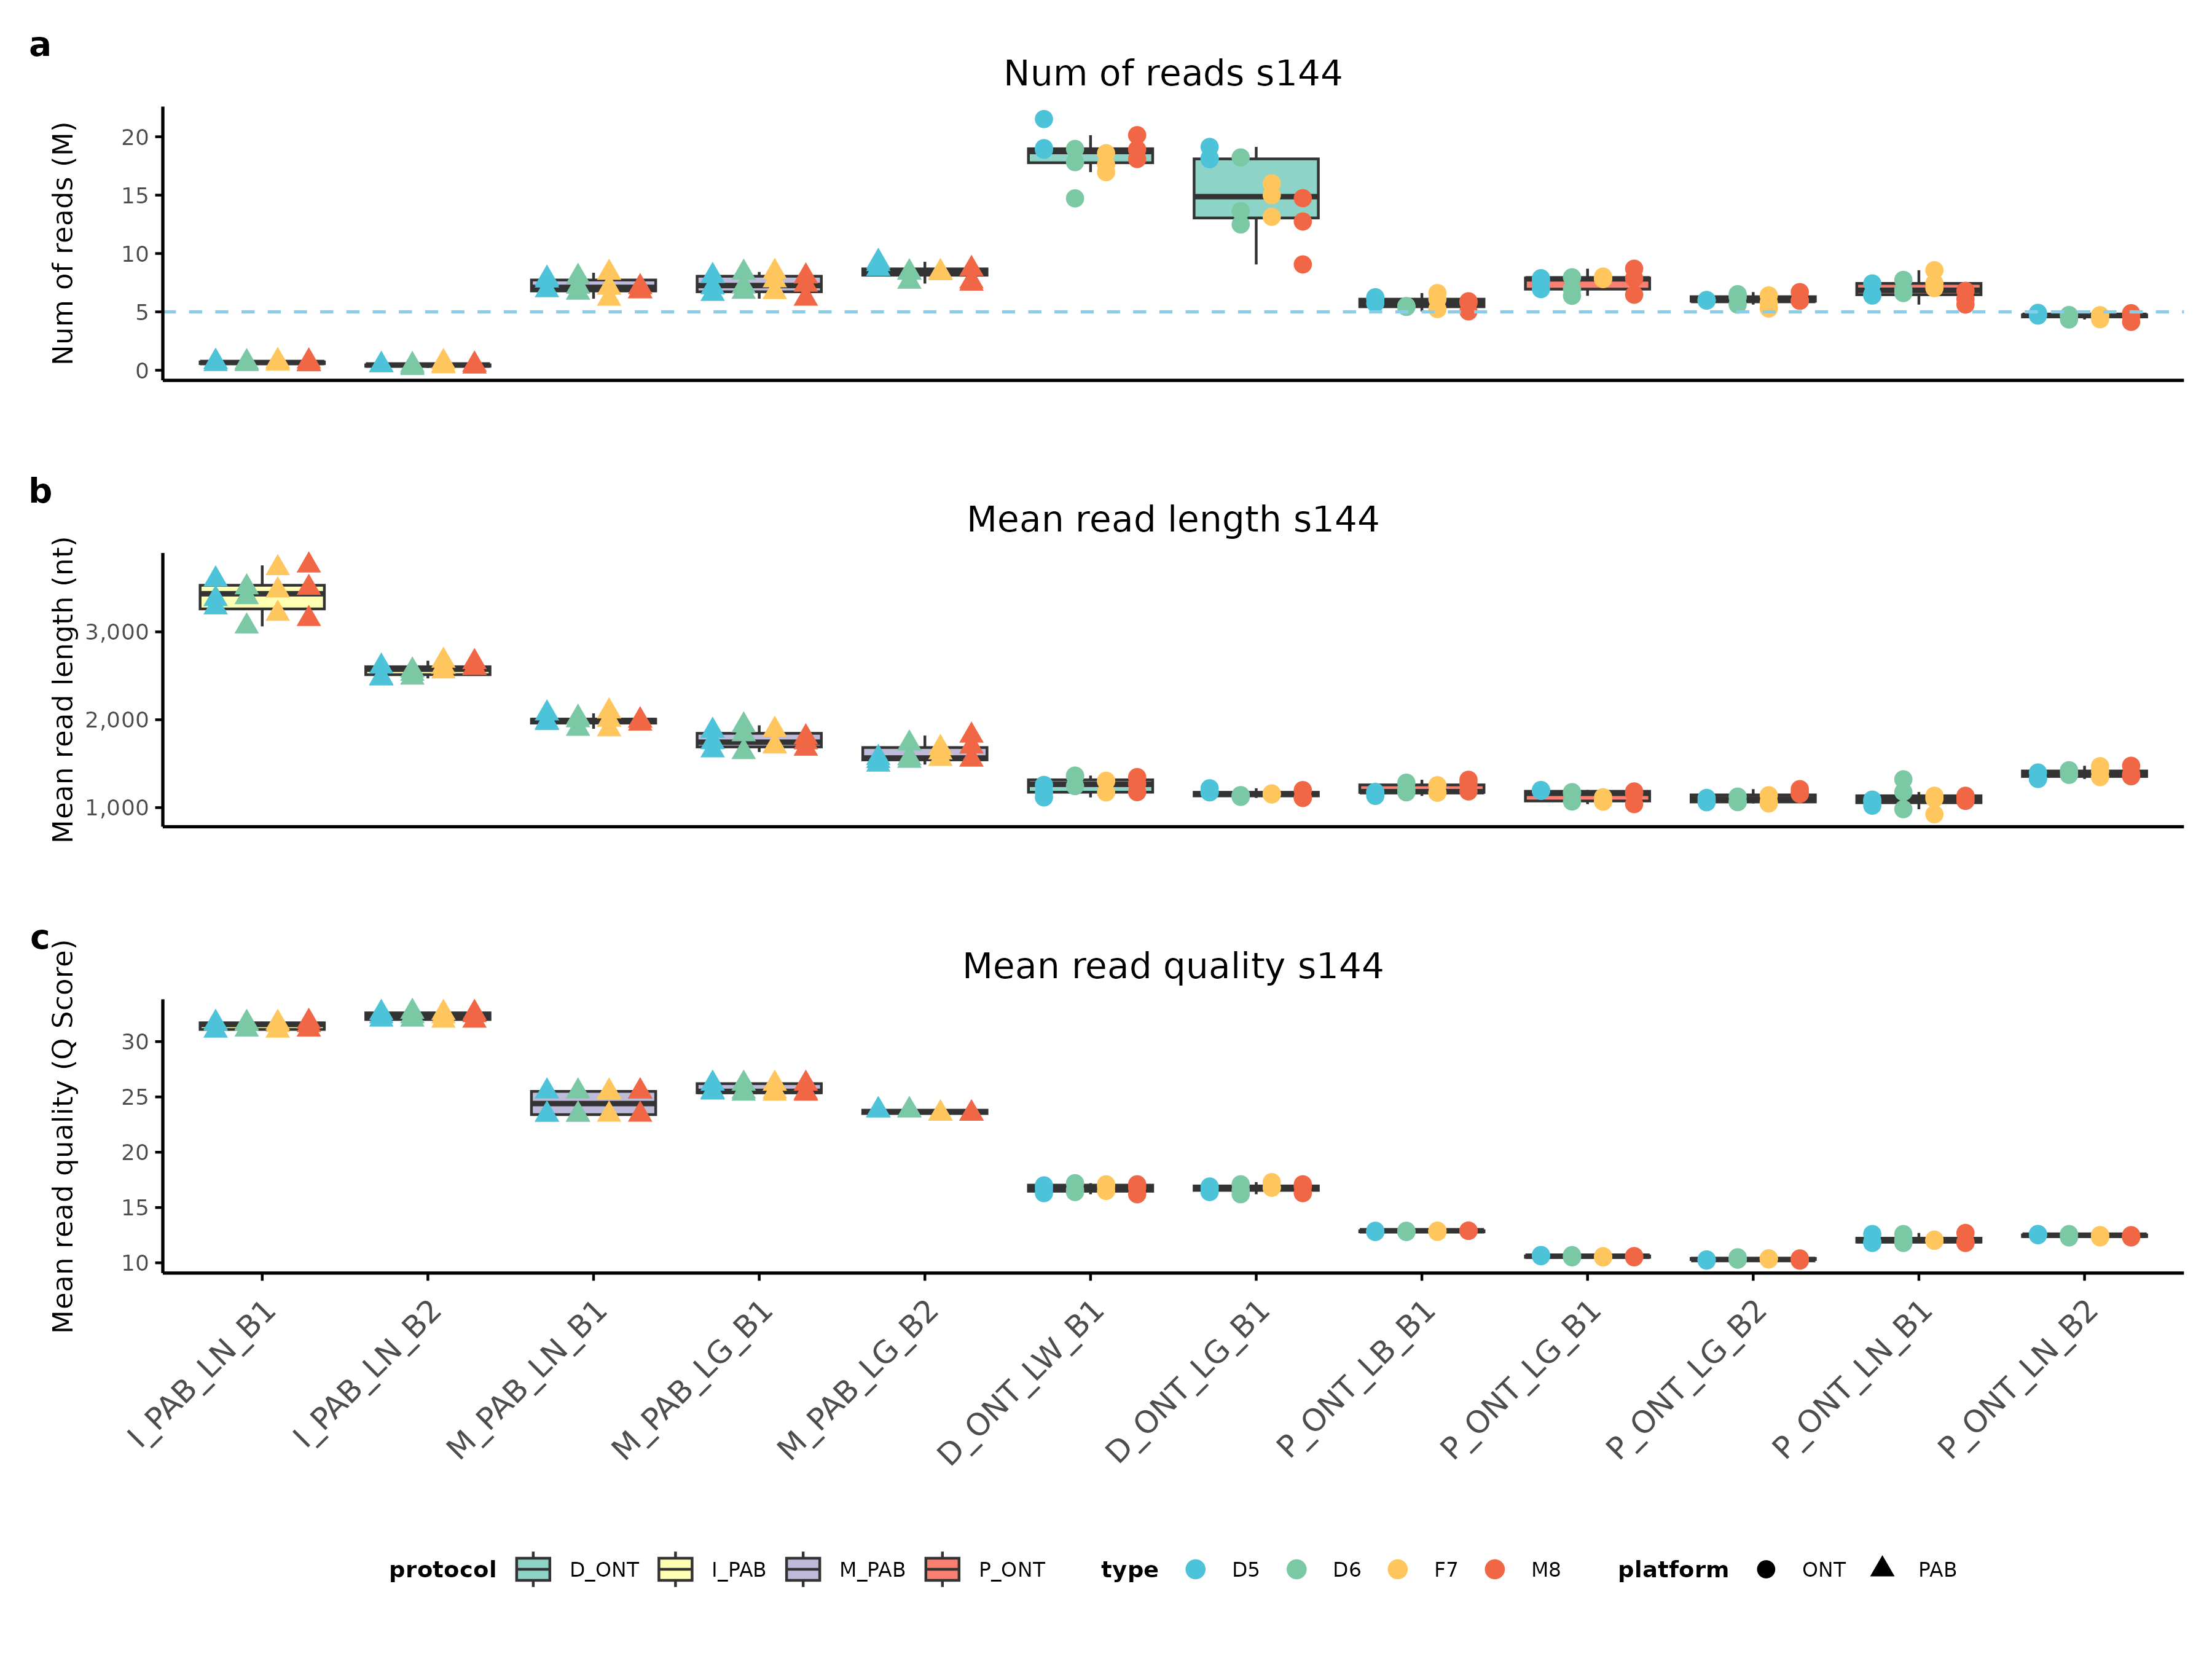 a
Num of reads s144
Num of reads (M)
20
15
10
5
0
b
Mean read length s144
Mean read length (nt)
3,000
2,000
1,000
c
Mean read quality s144
Mean read quality (Q Score)
30
25
20
15
10
I_PAB_LN_B1
I_PAB_LN_B2
M_PAB_LN_B1
M_PAB_LG_B1
M_PAB_LG_B2
D_ONT_LW_B1
D_ONT_LG_B1
P_ONT_LB_B1
P_ONT_LG_B1
P_ONT_LG_B2
P_ONT_LN_B1
P_ONT_LN_B2
protocol D_ONT I_PAB M_PAB P_ONT type D5 D6 F7 M8 platform ONT PAB